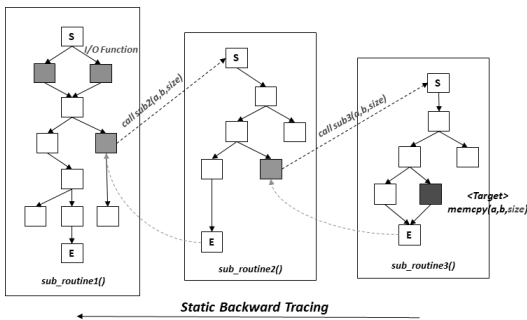 S
I/O Function
call sub2(a,b,size)
S
call sub3(a,b,size)
S
<Target>
memcpy(a,b,size)
E
E
E
sub_routine1()
sub_routine2()
sub_routine3()
Static Backward Tracing